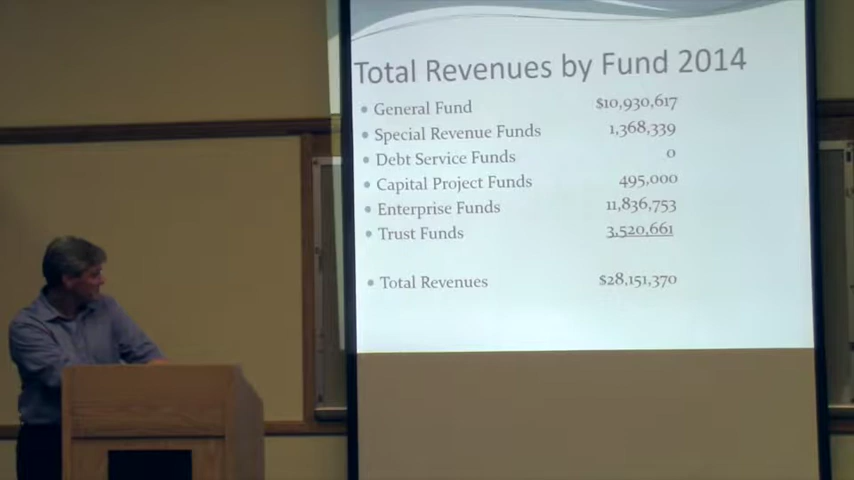 Total Revenues by Fund 2014
• General Fund $10,930,617
• Special Revenue Funds 1,368,339
• Debt Service Funds 0
• Capital Project Funds 495,000
• Enterprise Funds 11,836,753
• Trust Funds 3,520,661
• Total Revenues $28,151,370